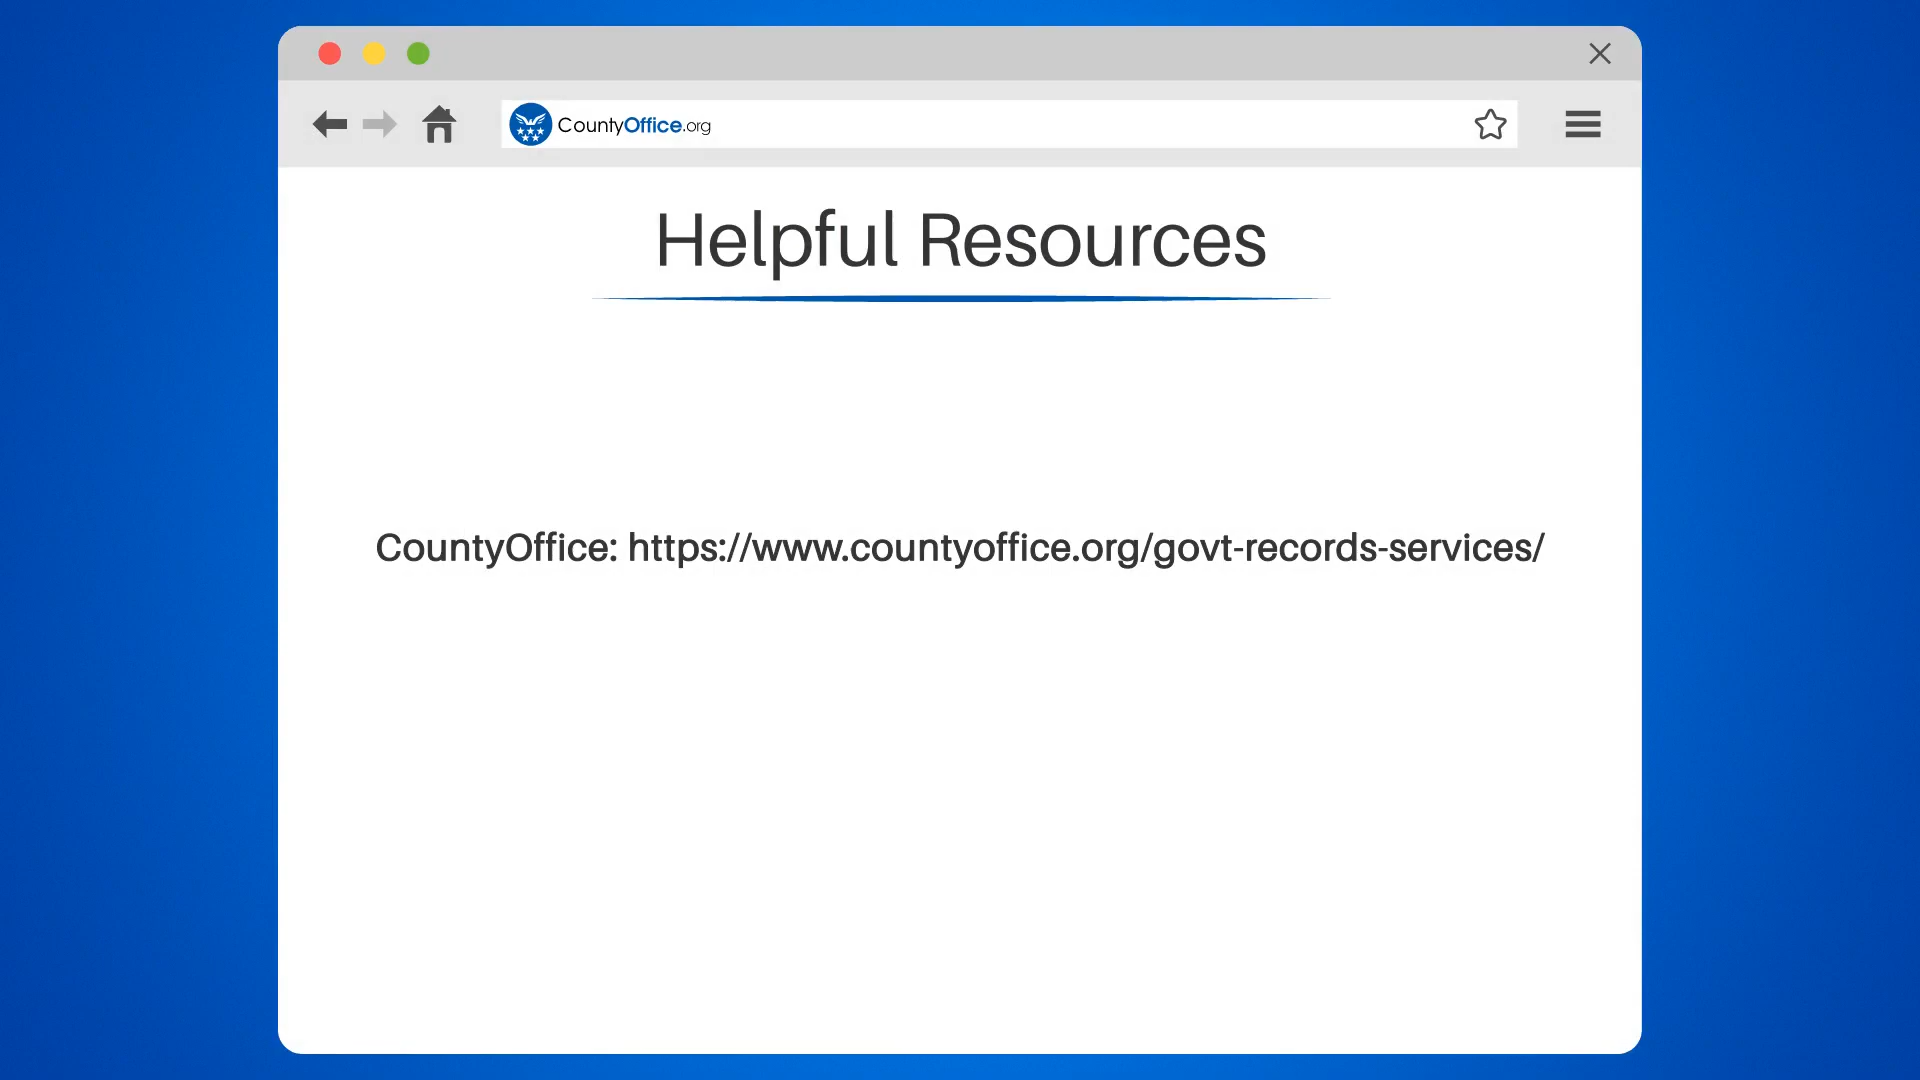 CountyOffice.org
Helpful Resources
CountyOffice: https://www.countyoffice.org/govt-records-services/